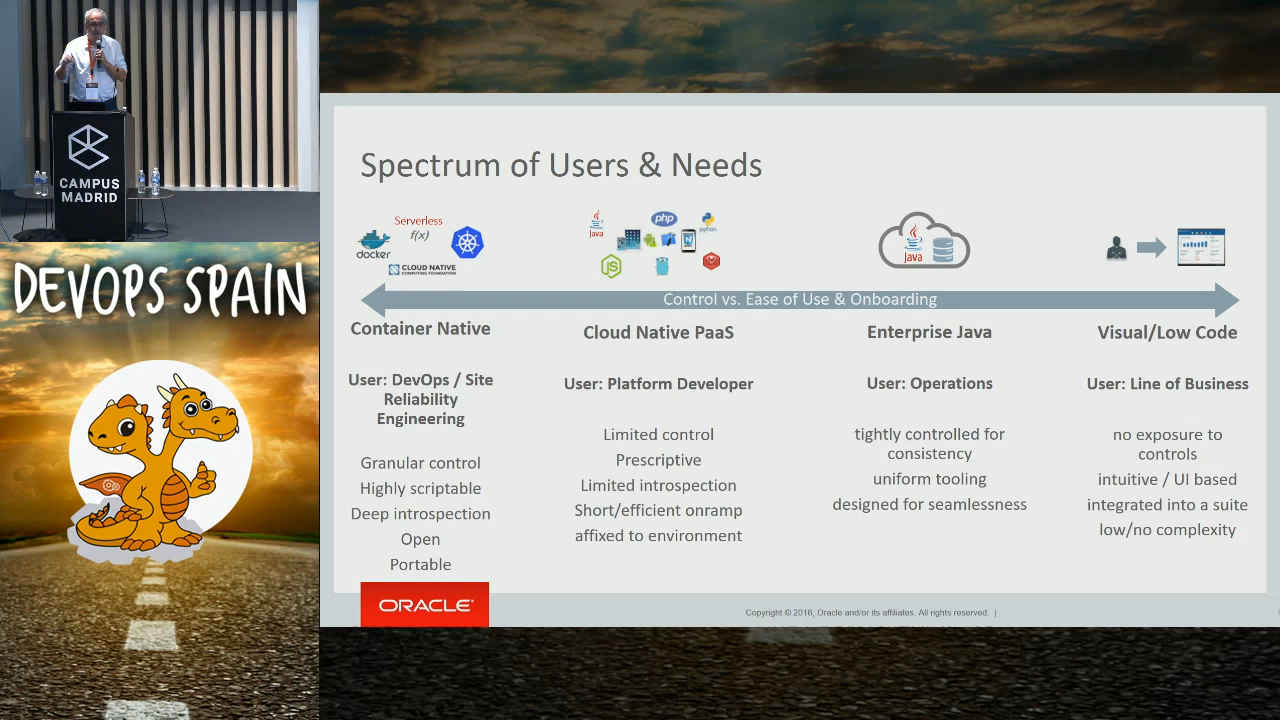 CAMPUS
MADRID
DEVOPS SPAIN
Spectrum of Users & Needs
Serverless
f(x)
docker
CLOUD NATIVE
COMPUTING FOUNDATION
Java
php
python
JS
Java
Control vs. Ease of Use & Onboarding
Container Native
User: DevOps / Site
Reliability
Engineering
Granular control
Highly scriptable
Deep introspection
Open
Portable
Cloud Native PaaS
User: Platform Developer
Limited control
Prescriptive
Limited introspection
Short/efficient onramp
affixed to environment
Enterprise Java
User: Operations
tightly controlled for
consistency
uniform tooling
designed for seamlessness
Visual/Low Code
User: Line of Business
no exposure to
controls
intuitive / UI based
integrated into a suite
low/no complexity
ORACLE®
Copyright © 2016, Oracle and/or its affiliates. All rights reserved. |